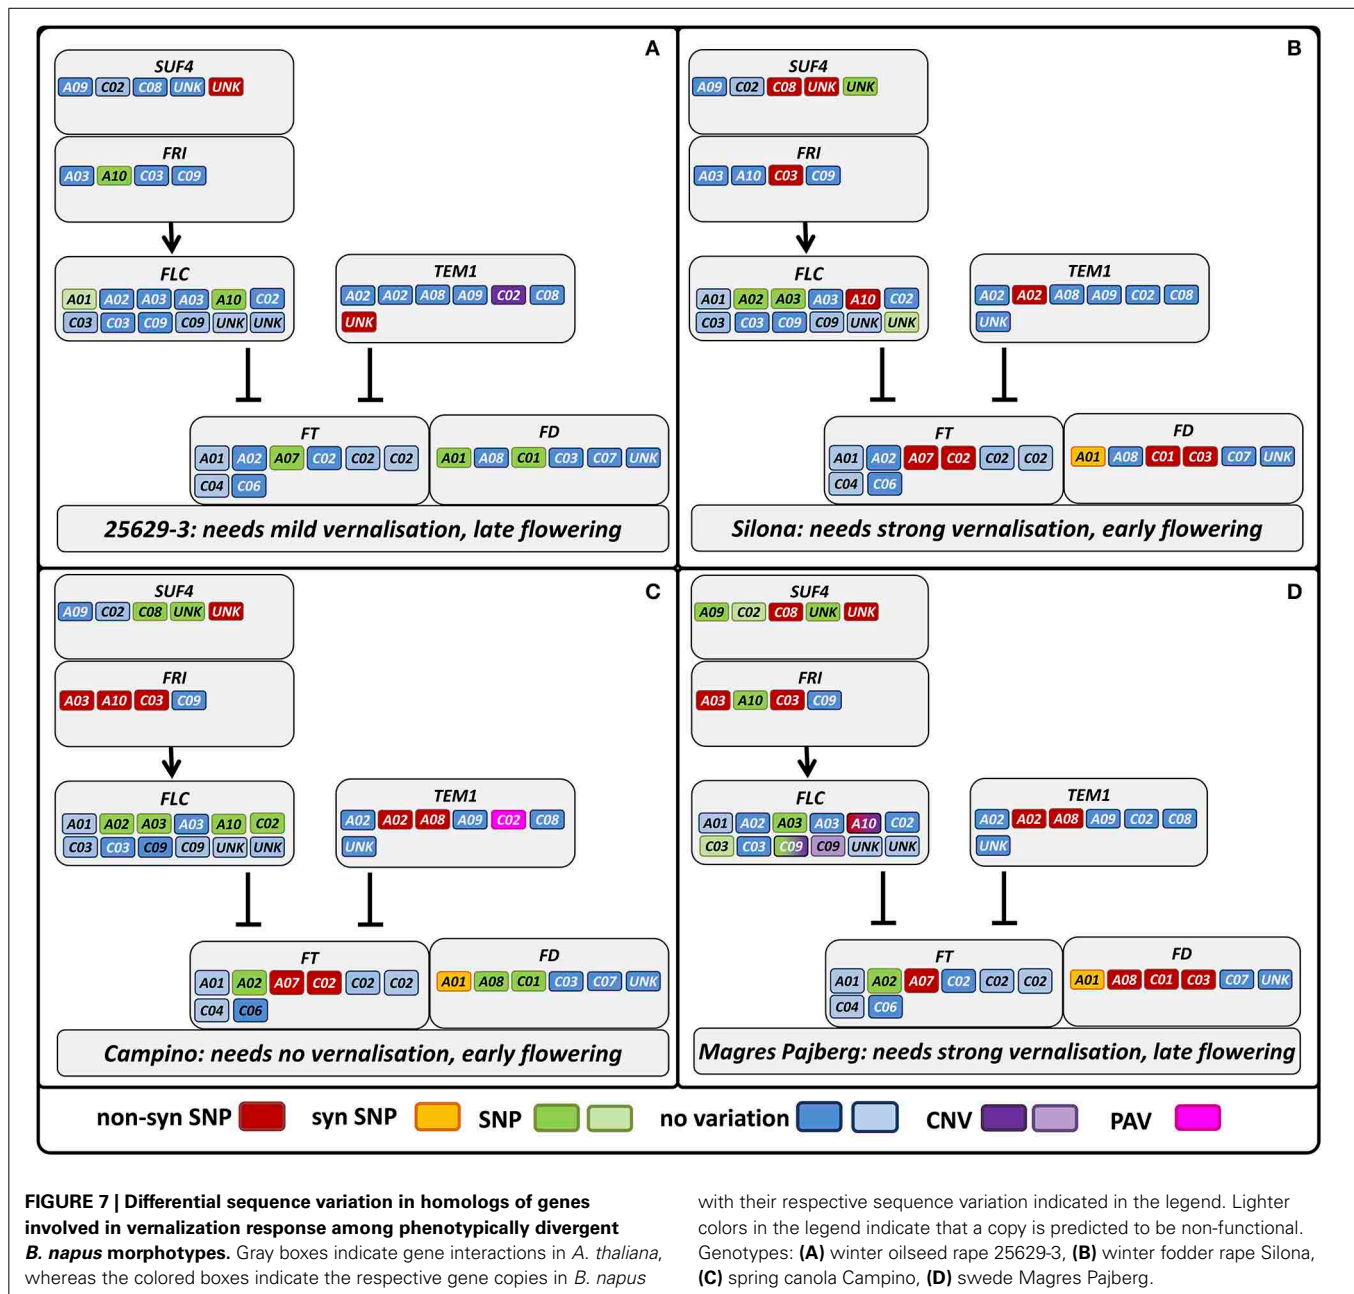 A
SUF4
A09 C02 C08 UNK UNK
FRI
A03 A10 C03 C09
FLC
A01 A02 A03 A03 A10 C02
C03 C03 C09 C09 UNK UNK
TEM1
A02 A02 A08 A09 C02 C08
UNK
FT
A01 A02 A07 C02 C02 C02
C04 C06
FD
A01 A08 C01 C03 C07 UNK
25629-3: needs mild vernalisation, late flowering
B
SUF4
A09 C02 C08 UNK UNK
FRI
A03 A10 C03 C09
FLC
A01 A02 A03 A03 A10 C02
C03 C03 C09 C09 UNK UNK
TEM1
A02 A02 A08 A09 C02 C08
UNK
FT
A01 A02 A07 C02 C02 C02
C04 C06
FD
A01 A08 C01 C03 C07 UNK
Silona: needs strong vernalisation, early flowering
C
SUF4
A09 C02 C08 UNK UNK
FRI
A03 A10 C03 C09
FLC
A01 A02 A03 A03 A10 C02
C03 C03 C09 C09 UNK UNK
TEM1
A02 A02 A08 A09 C02 C08
UNK
FT
A01 A02 A07 C02 C02 C02
C04 C06
FD
A01 A08 C01 C03 C07 UNK
Campino: needs no vernalisation, early flowering
D
SUF4
A09 C02 C08 UNK UNK
FRI
A03 A10 C03 C09
FLC
A01 A02 A03 A03 A10 C02
C03 C03 C09 C09 UNK UNK
TEM1
A02 A02 A08 A09 C02 C08
UNK
FT
A01 A02 A07 C02 C02 C02
C04 C06
FD
A01 A08 C01 C03 C07 UNK
Magres Pajberg: needs strong vernalisation, late flowering
non-syn SNP syn SNP SNP no variation CNV PAV
FIGURE 7 | Differential sequence variation in homologs of genes
involved in vernalization response among phenotypically divergent
B. napus morphotypes. Gray boxes indicate gene interactions in A. thaliana,
whereas the colored boxes indicate the respective gene copies in B. napus
with their respective sequence variation indicated in the legend. Lighter
colors in the legend indicate that a copy is predicted to be non-functional.
Genotypes: (A) winter oilseed rape 25629-3, (B) winter fodder rape Silona,
(C) spring canola Campino, (D) swede Magres Pajberg.